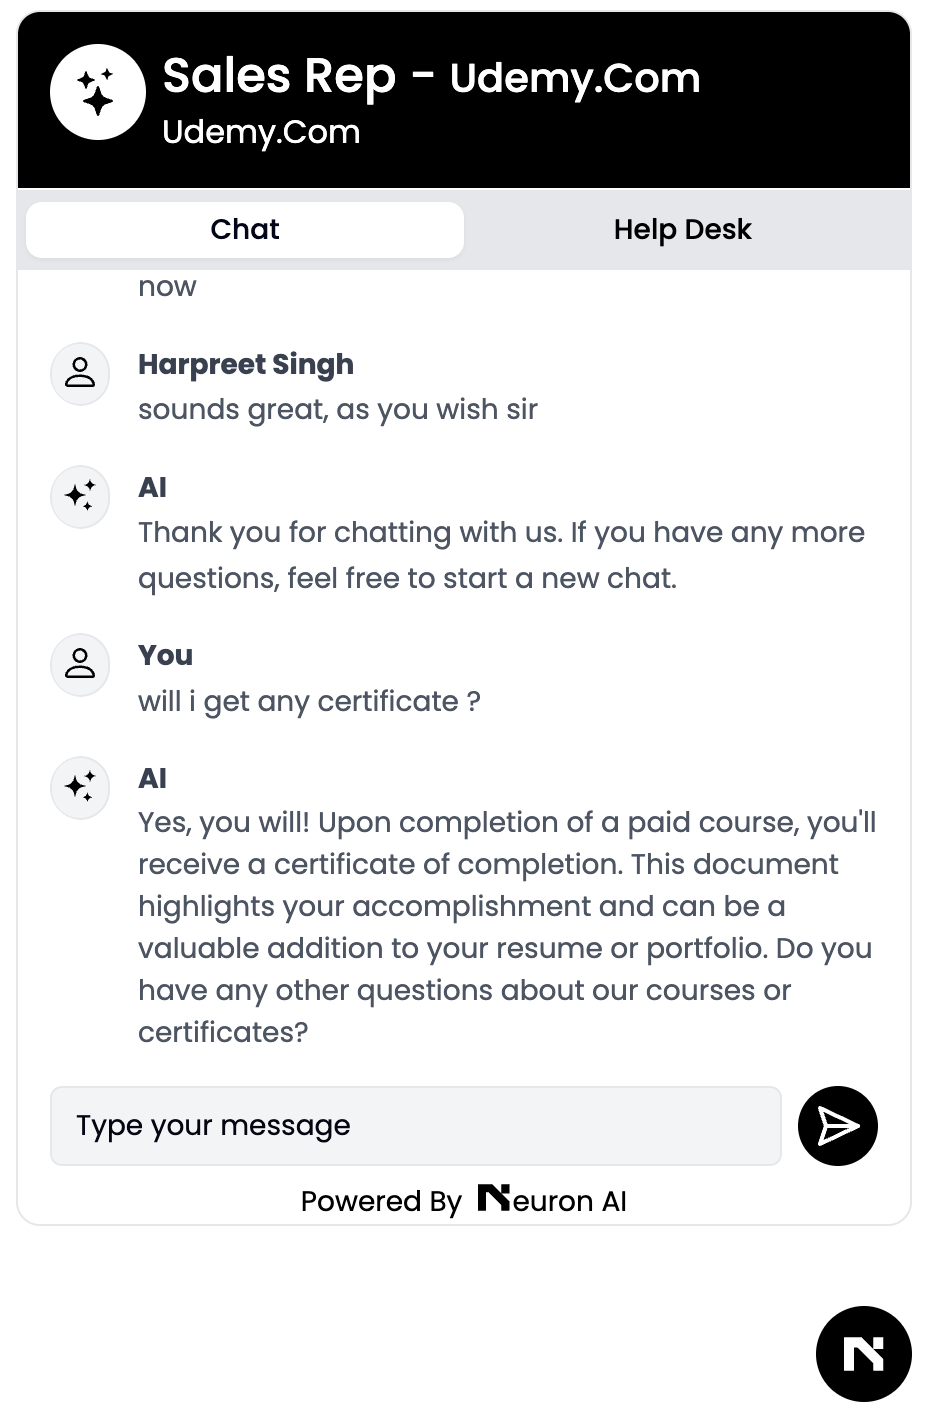 Sales Rep - Udemy.Com
Udemy.Com
Chat
Help Desk
now
Harpreet Singh
sounds great, as you wish sir
AI
Thank you for chatting with us. If you have any more
questions, feel free to start a new chat.
You
will i get any certificate ?
AI
Yes, you will! Upon completion of a paid course, you'll
receive a certificate of completion. This document
highlights your accomplishment and can be a
valuable addition to your resume or portfolio. Do you
have any other questions about our courses or
certificates?
Type your message
Powered By Neuron AI
N